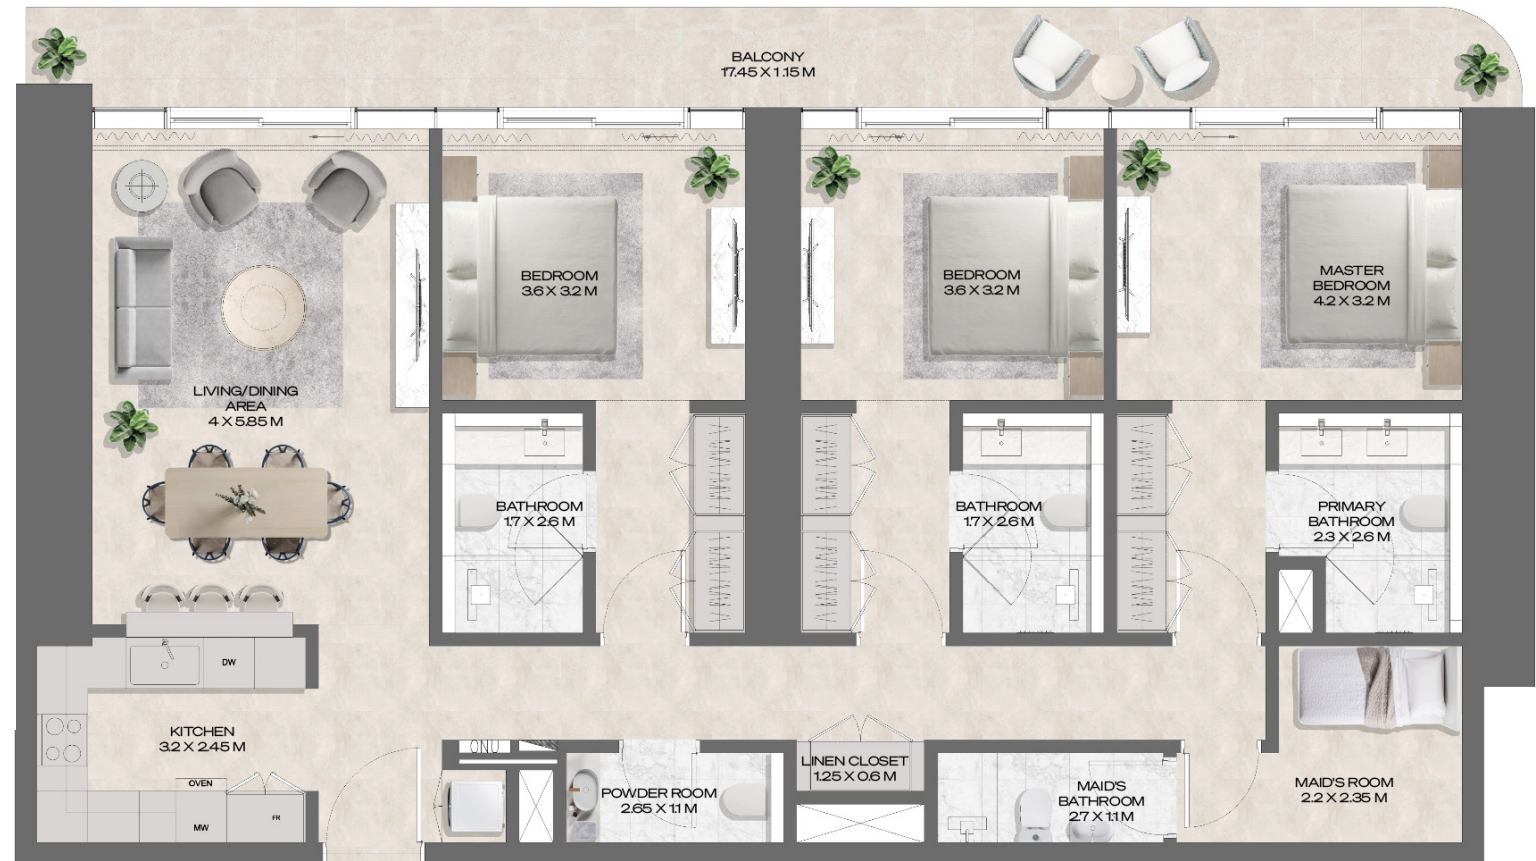 BALCONY
17.45 X 1.15 M
BEDROOM
3.6 X 3.2 M
BEDROOM
3.6 X 3.2 M
MASTER
BEDROOM
4.2 X 3.2 M
LIVING/DINING
AREA
4 X 5.85 M
BATHROOM
1.7 X 2.6 M
BATHROOM
1.7 X 2.6 M
PRIMARY
BATHROOM
2.3 X 2.6 M
DW
KITCHEN
3.2 X 2.45 M
ONU
OVEN
MW
FR
POWDER ROOM
2.65 X 1.1 M
LINEN CLOSET
1.25 X 0.6 M
MAID'S
BATHROOM
2.7 X 1.1 M
MAID'S ROOM
2.2 X 2.35 M